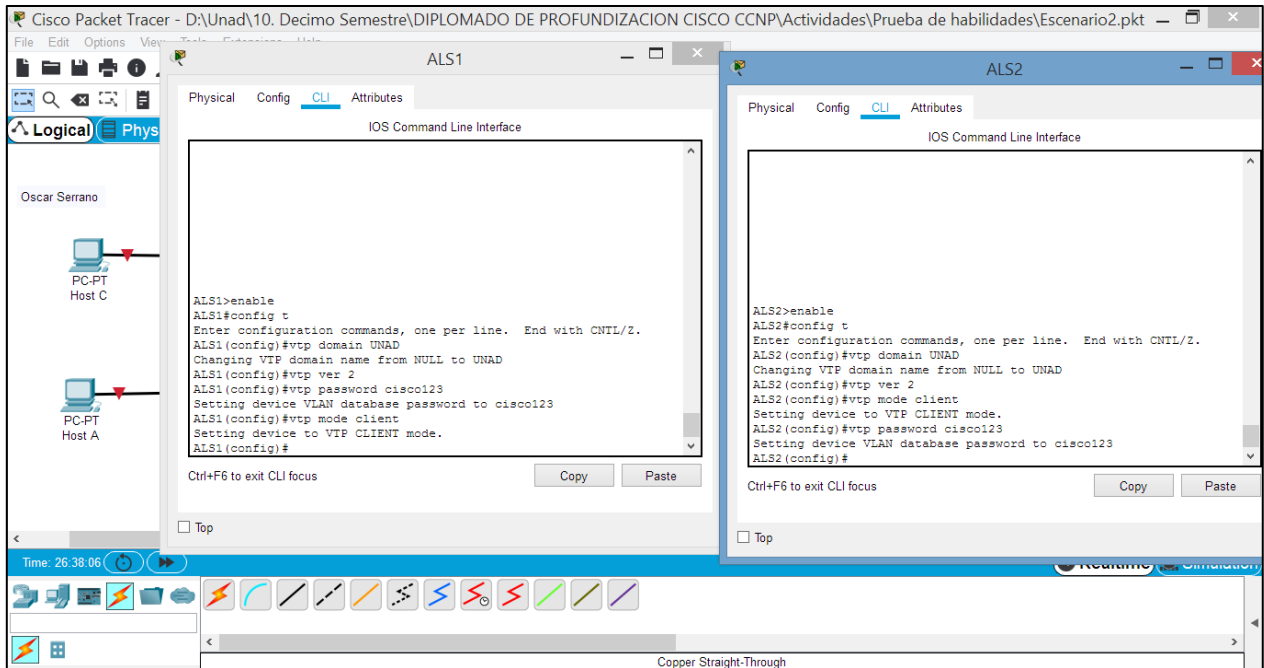 Cisco Packet Tracer - D:\Unad\10. Decimo Semestre\DIPLOMADO DE PROFUNDIZACION CISCO CCNP\Actividades\Prueba de habilidades\Escenario2.pkt
File Edit Options View Tools Extensions Help
Logical Phys
Oscar Serrano
PC-PT
Host C
PC-PT
Host A
ALS1
Physical Config CLI Attributes
IOS Command Line Interface
ALS1>enable
ALS1#config t
Enter configuration commands, one per line. End with CNTL/Z.
ALS1(config)#vtp domain UNAD
Changing VTP domain name from NULL to UNAD
ALS1(config)#vtp ver 2
ALS1(config)#vtp password cisco123
Setting device VLAN database password to cisco123
ALS1(config)#vtp mode client
Setting device to VTP CLIENT mode.
ALS1(config)#
Ctrl+F6 to exit CLI focus
Copy Paste
Top
ALS2
Physical Config CLI Attributes
IOS Command Line Interface
ALS2>enable
ALS2#config t
Enter configuration commands, one per line. End with CNTL/Z.
ALS2(config)#vtp domain UNAD
Changing VTP domain name from NULL to UNAD
ALS2(config)#vtp ver 2
ALS2(config)#vtp mode client
Setting device to VTP CLIENT mode.
ALS2(config)#vtp password cisco123
Setting device VLAN database password to cisco123
ALS2(config)#
Ctrl+F6 to exit CLI focus
Copy Paste
Top
Time: 26:38:06
Realtime Simulation
Copper Straight-Through